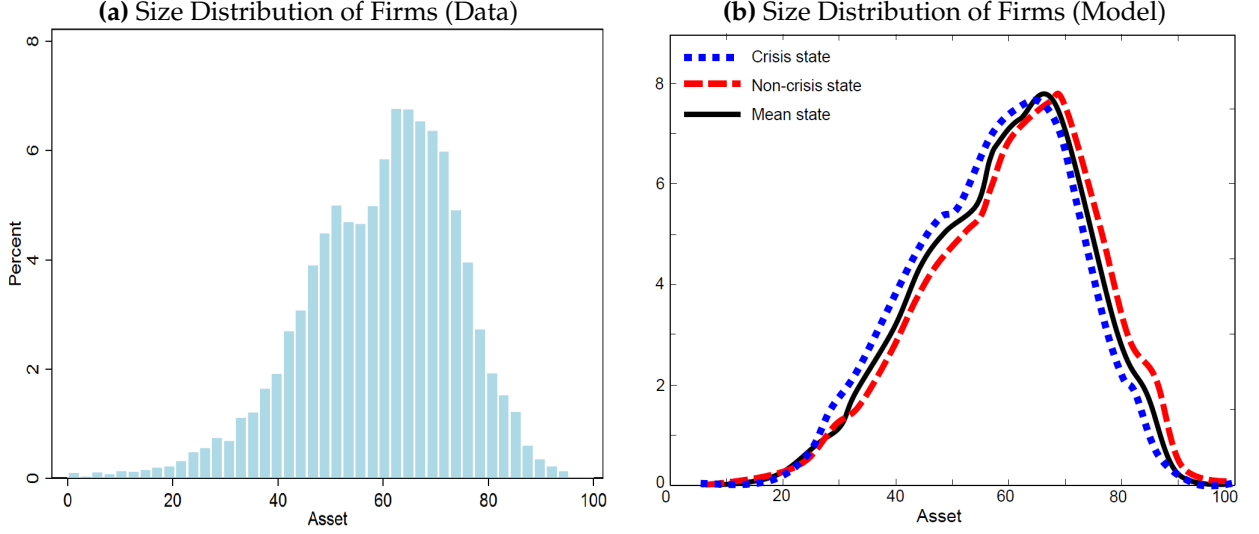 (a) Size Distribution of Firms (Data)
8
6
4
2
0
Percent
0 20 40 60 80 100
Asset
(b) Size Distribution of Firms (Model)
Crisis state
Non-crisis state
Mean state
8
6
4
2
0
0 20 40 60 80 100
Asset